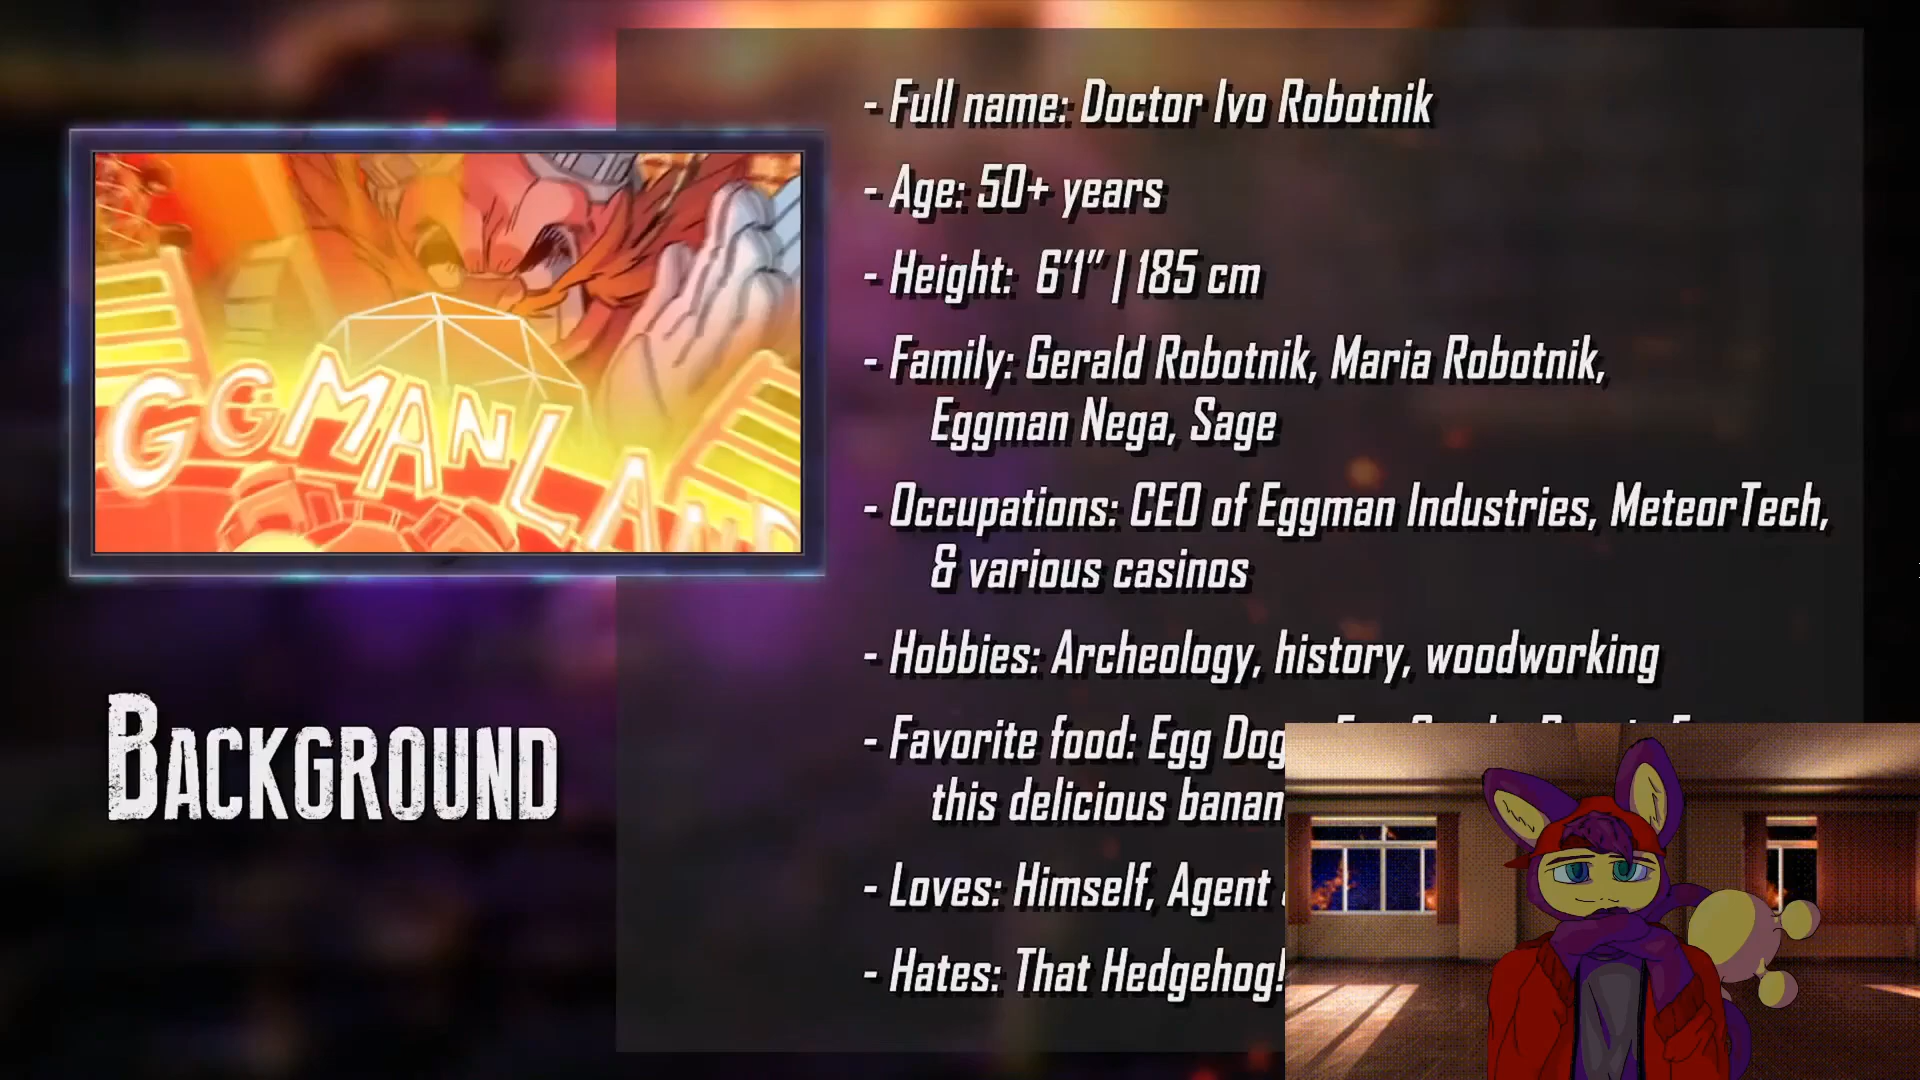 - Full name: Doctor Ivo Robotnik
- Age: 50+ years
- Height: 6'1" | 185 cm
- Family: Gerald Robotnik, Maria Robotnik,
Eggman Nega, Sage
- Occupations: CEO of Eggman Industries, MeteorTech,
& various casinos
- Hobbies: Archeology, history, woodworking
- Favorite food: Egg
this delicious
- Loves: Himself, Agent
- Hates: That Hedgehog!
GGMANLAND
BACKGROUND